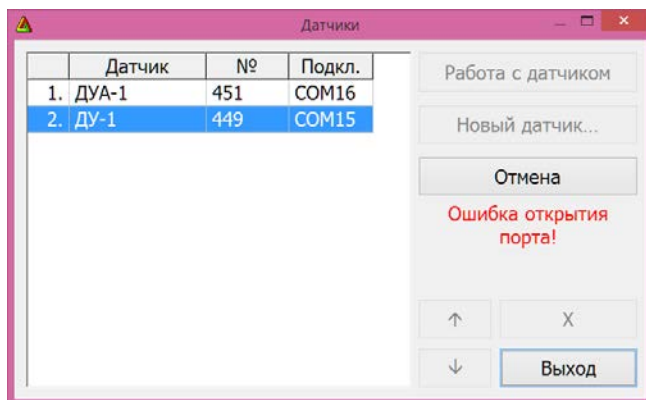 Датчики
Датчик № Подкл.
1. ДУА-1 451 COM16
2. ДУ-1 449 COM15
Работа с датчиком
Новый датчик...
Отмена
Ошибка открытия
порта!
↑ X
↓ Выход